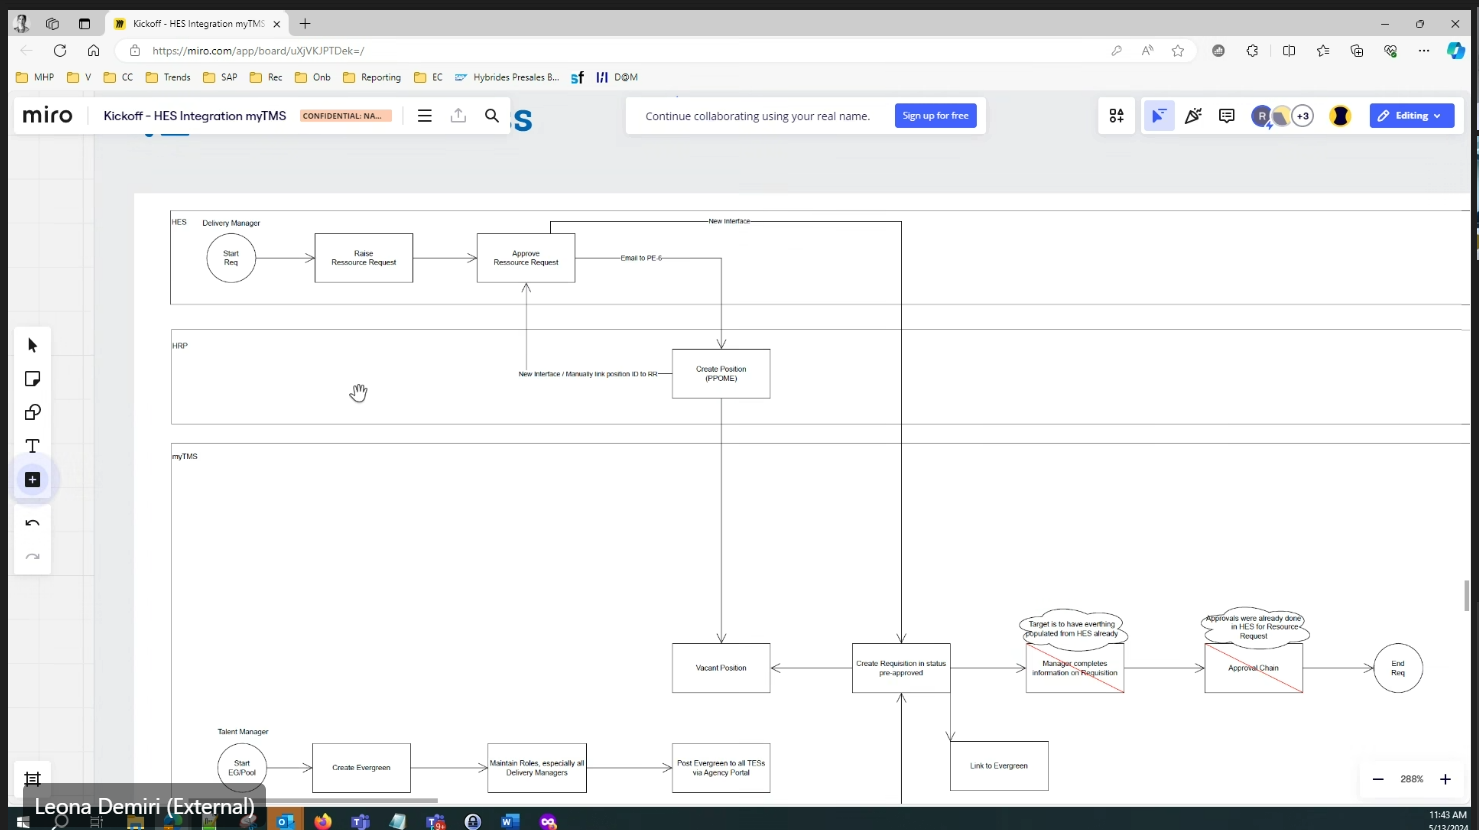 Kickoff - HES Integration myTMS
https://miro.com/app/board/uXjVKJPTDek=/
MHP
V
CC
Trends
SAP
Rec
Onb
Reporting
EC
Hybrides Presales B...
sf
D@M
miro
Kickoff - HES Integration myTMS
CONFIDENTIAL: NA...
S
Continue collaborating using your real name.
Sign up for free
R
+3
Editing
HES
Delivery Manager
New Interface
Start
Req
Raise
Ressource Request
Approve
Ressource Request
Email to PE-6
HRP
New Interface / Manually link position ID to RR
Create Position
(PPOME)
myTMS
Target is to have everthing
populated from HES already
Approvals were already done
in HES for Resource
Request
Vacant Position
Create Requisition in status
pre-approved
Manager completes
information on Requisition
Approval Chain
End
Req
Talent Manager
Start
EG/Pool
Create Evergreen
Maintain Roles, especially all
Delivery Managers
Post Evergreen to all TESs
via Agency Portal
Link to Evergreen
288%
Leona Demiri (External)
11:43 AM
5/13/2024